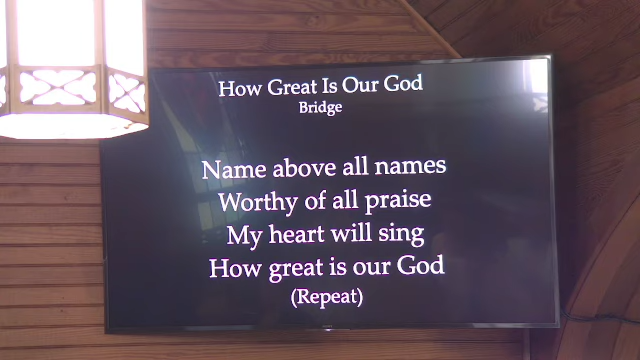 How Great Is Our God
Bridge
Name above all names
Worthy of all praise
My heart will sing
How great is our God
(Repeat)